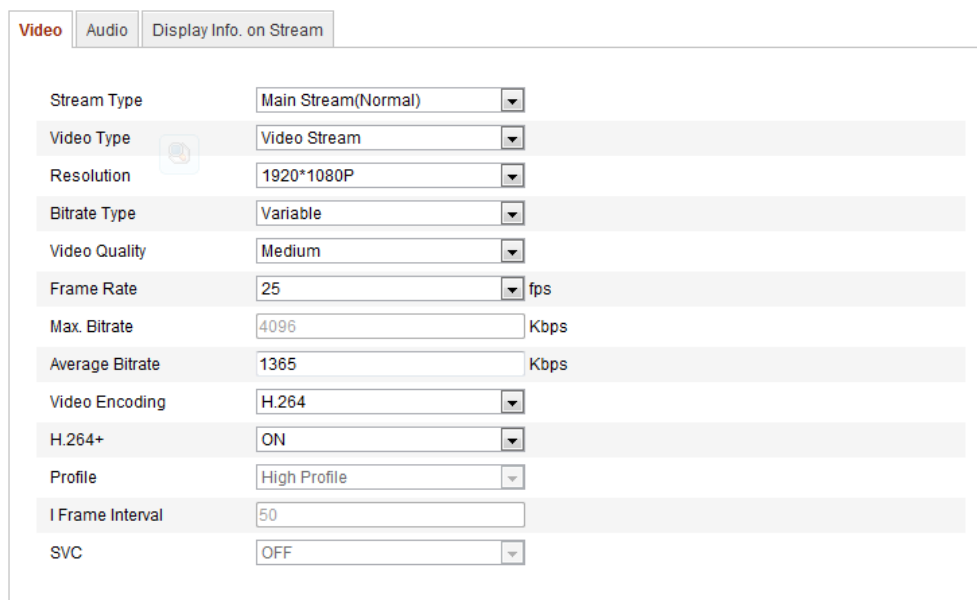 Video Audio Display Info. on Stream
Stream Type Main Stream(Normal)
Video Type Video Stream
Resolution 1920*1080P
Bitrate Type Variable
Video Quality Medium
Frame Rate 25 fps
Max. Bitrate 4096 Kbps
Average Bitrate 1365 Kbps
Video Encoding H.264
H.264+ ON
Profile High Profile
I Frame Interval 50
SVC OFF